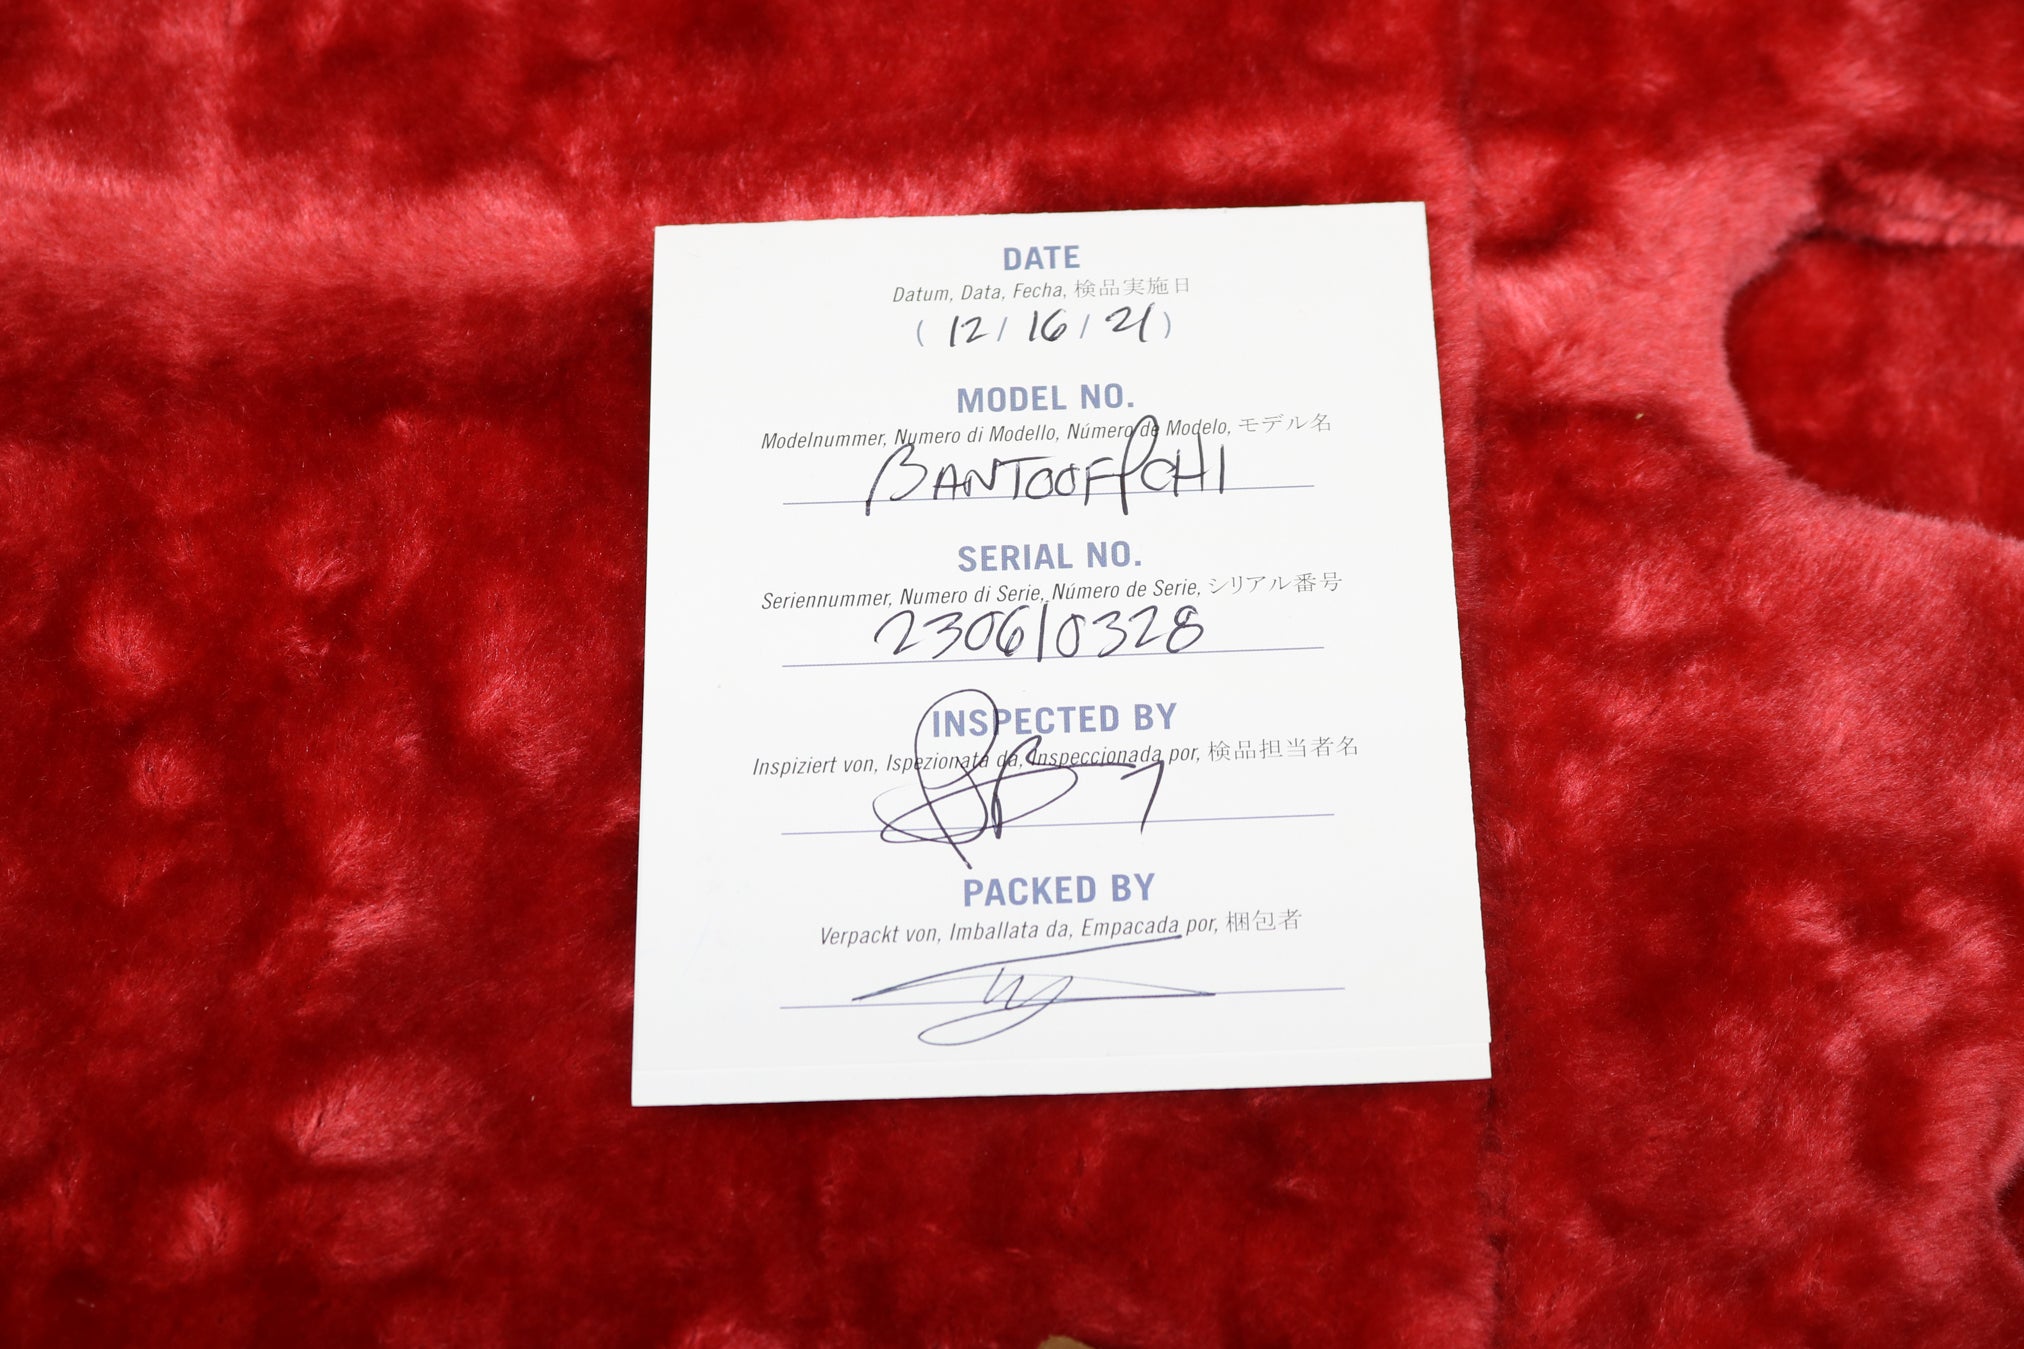 DATE
Datum, Data, Fecha, 検品実施日
( 12 / 16 / 21 )
MODEL NO.
Modelnummer, Numero di Modello, Número de Modelo, モデル名
BANTOOFPCH1
SERIAL NO.
Seriennummer, Numero di Serie, Número de Serie, シリアル番号
230610328
INSPECTED BY
Inspiziert von, Ispezionata da, Inspeccionada por, 検品担当者名
PACKED BY
Verpackt von, Imballata da, Empacada por, 梱包者